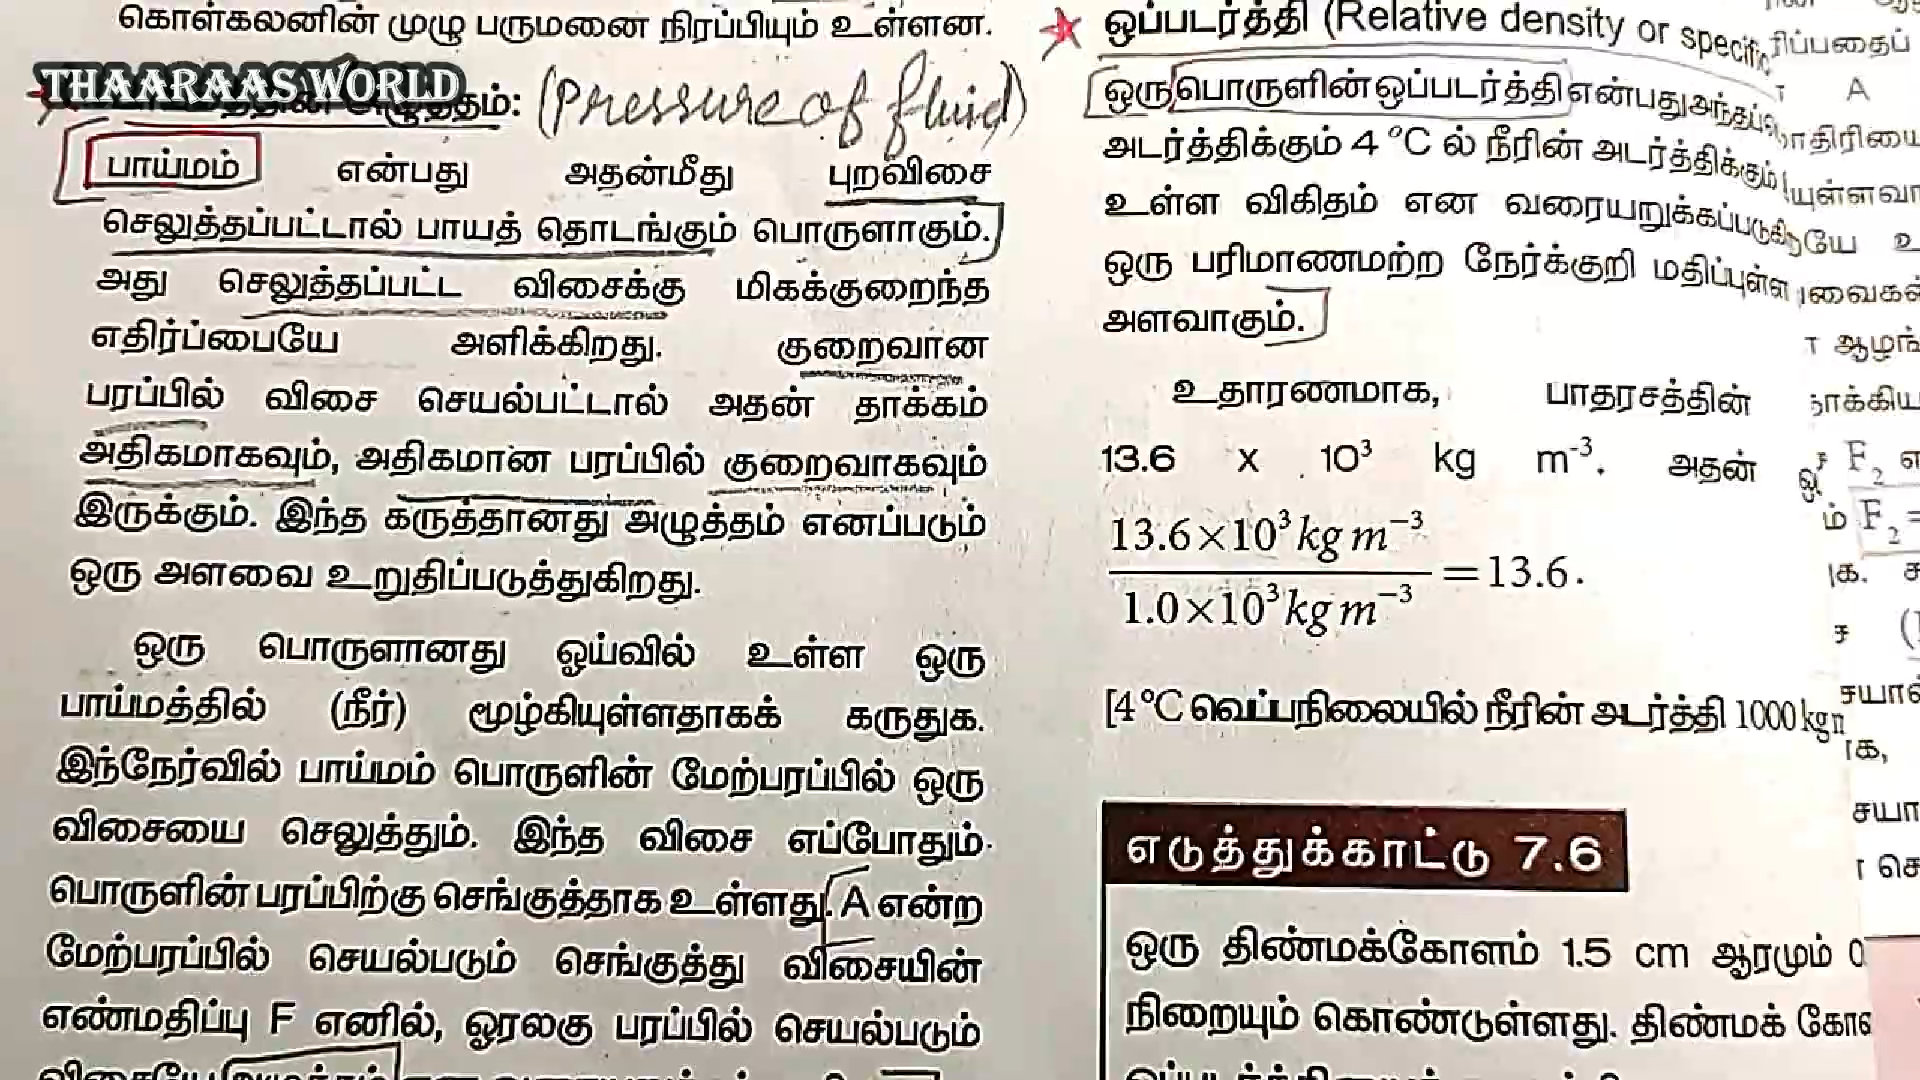 கொள்கலனின் முழு பருமனை நிரப்பியும் உள்ளன.
THAARAAS WORLD
அழுத்தம்: (Pressure of fluid)
பாய்மம் என்பது அதன்மீது புறவிசை
செலுத்தப்பட்டால் பாயத் தொடங்கும் பொருளாகும்.
அது செலுத்தப்பட்ட விசைக்கு மிகக்குறைந்த
எதிர்ப்பையே அளிக்கிறது. குறைவான
பரப்பில் விசை செயல்பட்டால் அதன் தாக்கம்
அதிகமாகவும், அதிகமான பரப்பில் குறைவாகவும்
இருக்கும். இந்த கருத்தானது அழுத்தம் எனப்படும்
ஒரு அளவை உறுதிப்படுத்துகிறது.
ஒரு பொருளானது ஓய்வில் உள்ள ஒரு
பாய்மத்தில் (நீர்) மூழ்கியுள்ளதாகக் கருதுக.
இந்நேர்வில் பாய்மம் பொருளின் மேற்பரப்பில் ஒரு
விசையை செலுத்தும். இந்த விசை எப்போதும்
பொருளின் பரப்பிற்கு செங்குத்தாக உள்ளது. A என்ற
மேற்பரப்பில் செயல்படும் செங்குத்து விசையின்
எண்மதிப்பு F எனில், ஓரலகு பரப்பில் செயல்படும்
ஒப்படர்த்தி (Relative density or
ஒரு பொருளின் ஒப்படர்த்தி என்பது
அடர்த்திக்கும் 4 °C ல் நீரின் அடர்த்திக்கும்
உள்ள விகிதம் என வரையறுக்கப்படுகி
ஒரு பரிமாணமற்ற நேர்க்குறி மதிப்புள்ள
அளவாகும்.
உதாரணமாக, பாதரசத்தின்
13.6 x 10³ kg m⁻³. அதன்
13.6×10³ kg m⁻³
1.0×10³ kg m⁻³
=13.6.
[4 °C வெப்பநிலையில் நீரின் அடர்த்தி 1000 kg
எடுத்துக்காட்டு 7.6
ஒரு திண்மக்கோளம் 1.5 cm ஆரமும் 0
நிறையும் கொண்டுள்ளது. திண்மக்
ரிப்பதைப்
A
F₂
F₂ =